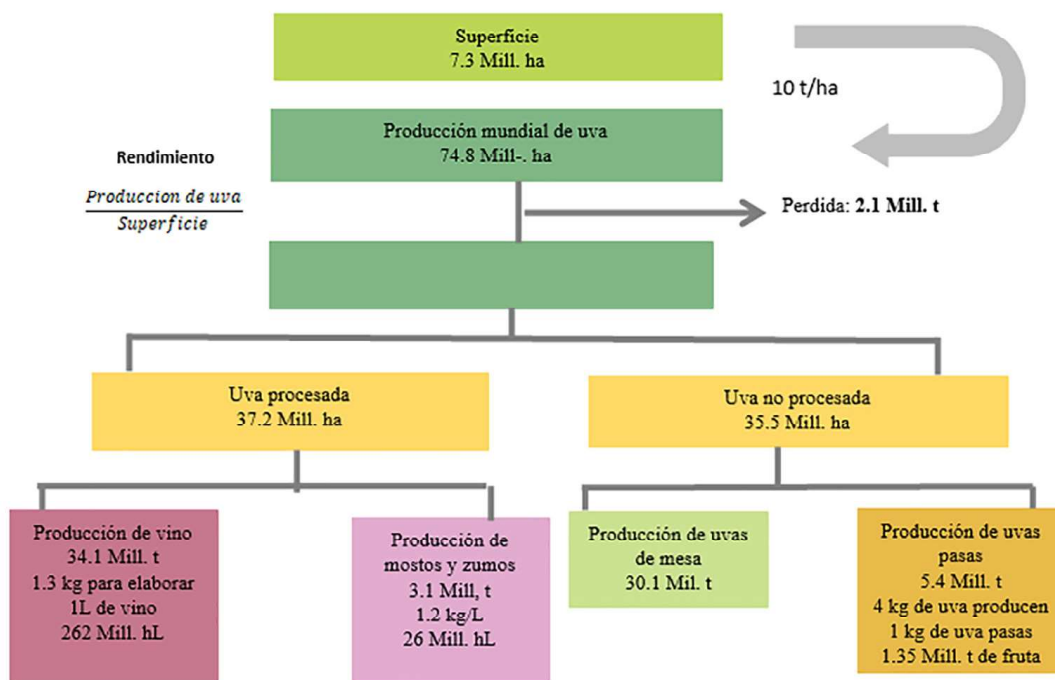 Superficie
7.3 Mill. ha
10 t/ha
Producción mundial de uva
74.8 Mill-. ha
Rendimiento
Produccion de uva
Superficie
Perdida: 2.1 Mill. t
Uva procesada
37.2 Mill. ha
Uva no procesada
35.5 Mill. ha
Producción de vino
34.1 Mill. t
1.3 kg para elaborar
1L de vino
262 Mill. hL
Producción de
mostos y zumos
3.1 Mill, t
1.2 kg/L
26 Mill. hL
Producción de uvas
de mesa
30.1 Mil. t
Producción de uvas
pasas
5.4 Mill. t
4 kg de uva producen
1 kg de uva pasas
1.35 Mill. t de fruta